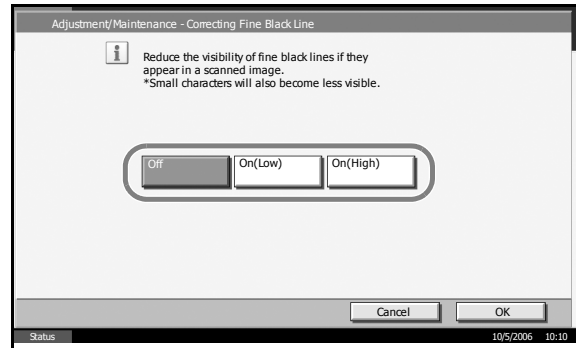 Adjustment/Maintenance - Correcting Fine Black Line
i
Reduce the visibility of fine black lines if they
appear in a scanned image.
*Small characters will also become less visible.
Off On(Low) On(High)
Cancel OK
Status 10/5/2006 10:10